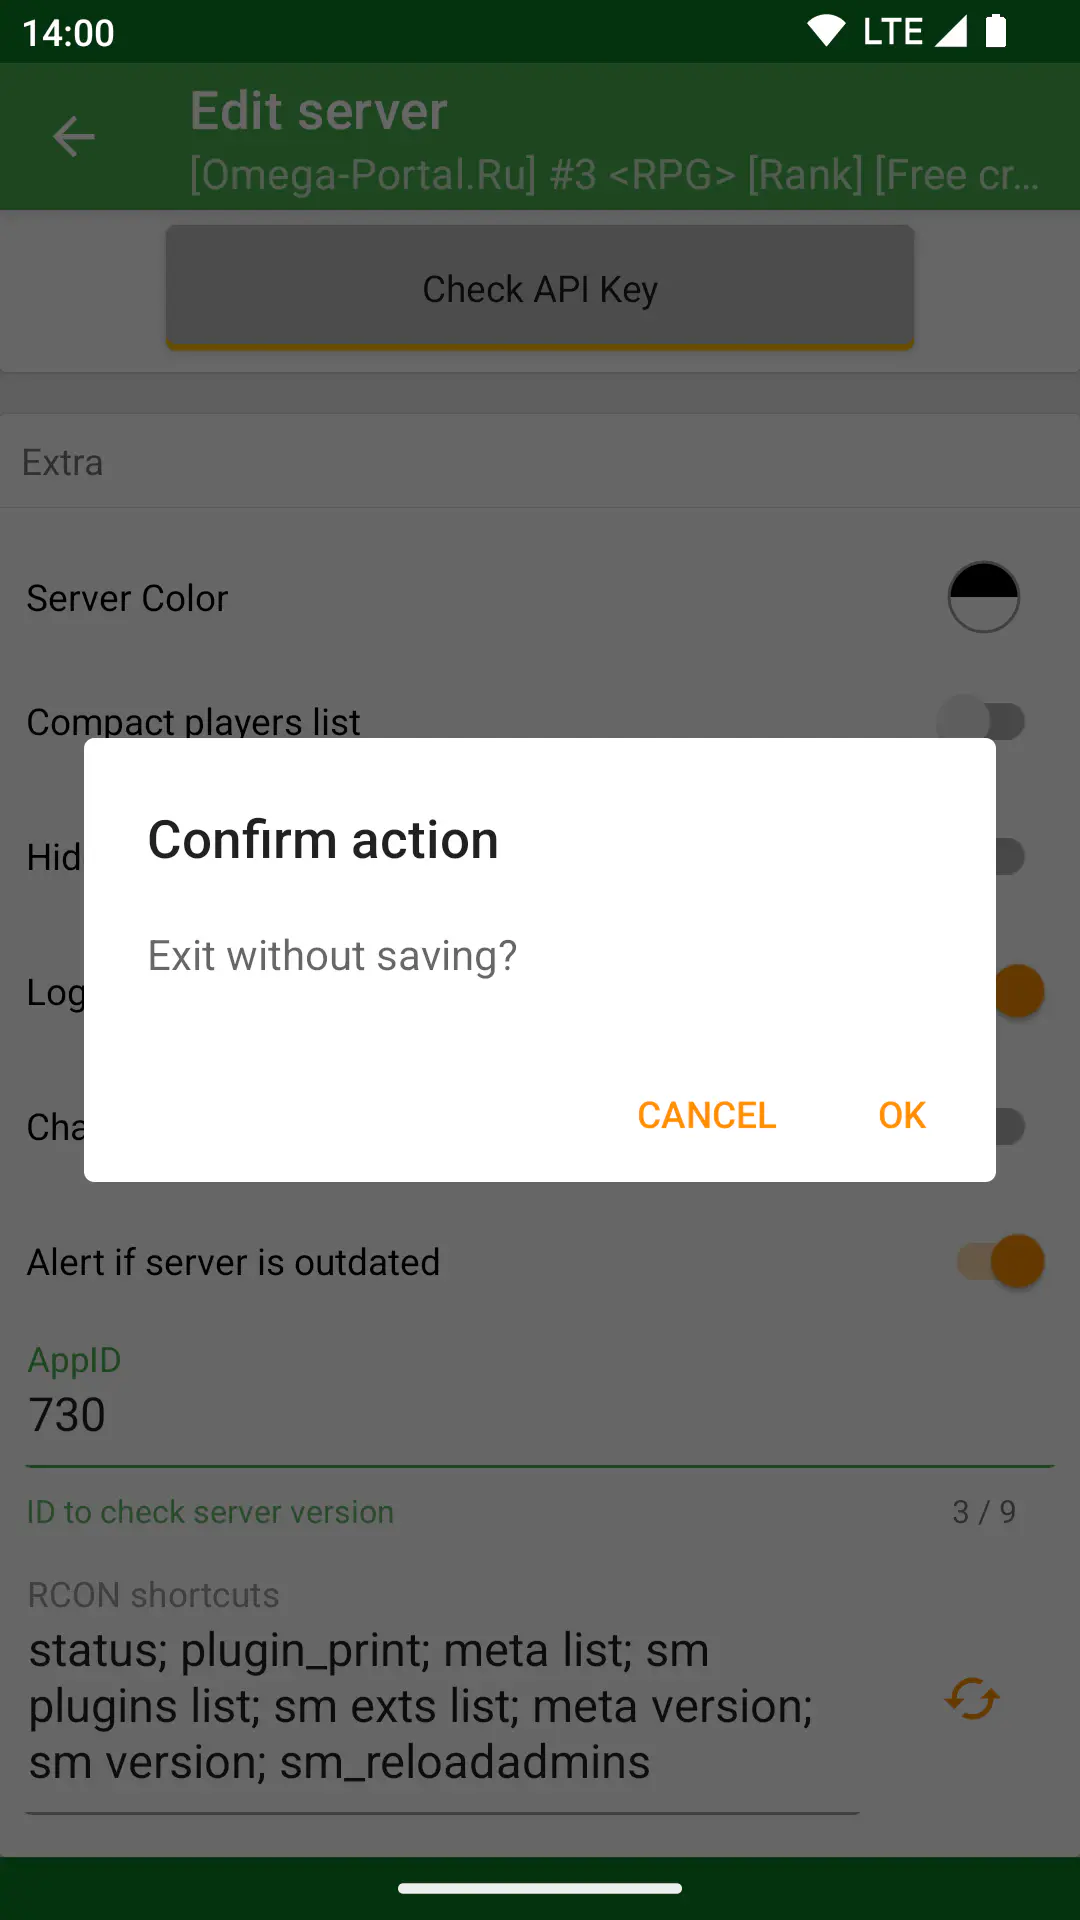 14:00
LTE
Edit server
[Omega-Portal.Ru] #3 <RPG> [Rank] [Free cr...
Check API Key
Extra
Server Color
Compact players list
Hid
Log
Cha
Confirm action
Exit without saving?
CANCEL
OK
Alert if server is outdated
AppID
730
ID to check server version
3 / 9
RCON shortcuts
status; plugin_print; meta list; sm
plugins list; sm exts list; meta version;
sm version; sm_reloadadmins